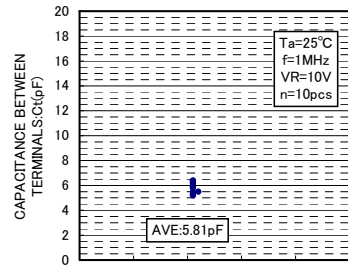 CAPACITANCE BETWEEN
TERMINALS:Ct(pF)
20
18
16
14
12
10
8
6
4
2
0
Ta=25℃
f=1MHz
VR=10V
n=10pcs
AVE:5.81pF